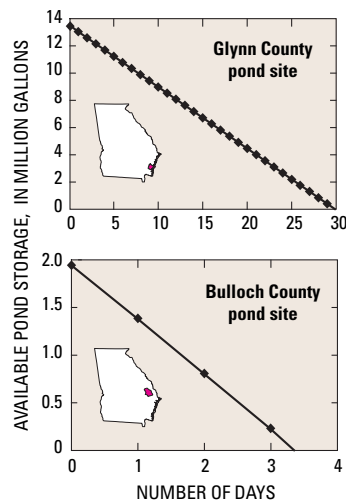 AVAILABLE POND STORAGE, IN MILLION GALLONS
14
12
10
8
6
4
2
0
Glynn County
pond site
0 5 10 15 20 25 30
2.0
1.5
1.0
0.5
0
Bulloch County
pond site
0 1 2 3 4
NUMBER OF DAYS